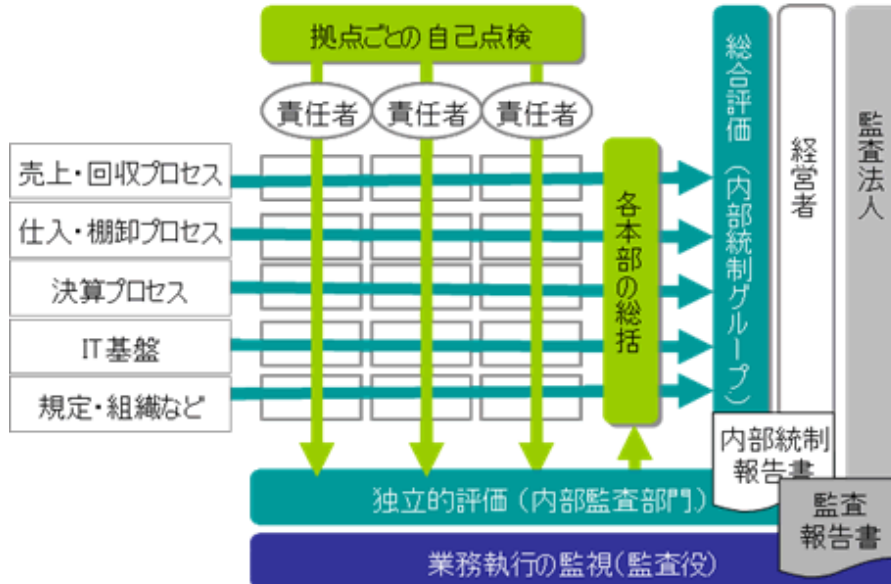 拠点ごとの自己点検
責任者
責任者
責任者
売上・回収プロセス
仕入・棚卸プロセス
決算プロセス
IT基盤
規定・組織など
各本部の総括
総合評価（内部統制グループ）
経営者
監査法人
内部統制
報告書
独立的評価（内部監査部門）
監査
報告書
業務執行の監視(監査役)